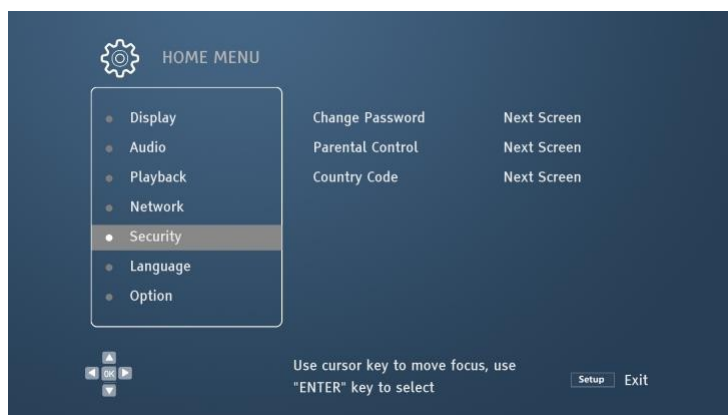 HOME MENU
Display
Audio
Playback
Network
Security
Language
Option
Change Password Next Screen
Parental Control Next Screen
Country Code Next Screen
OK
Use cursor key to move focus, use
"ENTER" key to select
Setup Exit